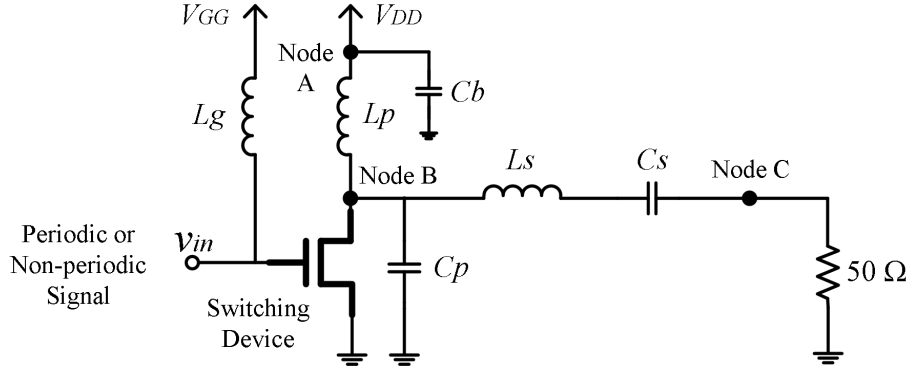 VGG
VDD
Node
A
Cb
Lg
Lp
Node B
Ls
Cs
Node C
Periodic or
Non-periodic
Signal
vin
Cp
50 Ω
Switching
Device